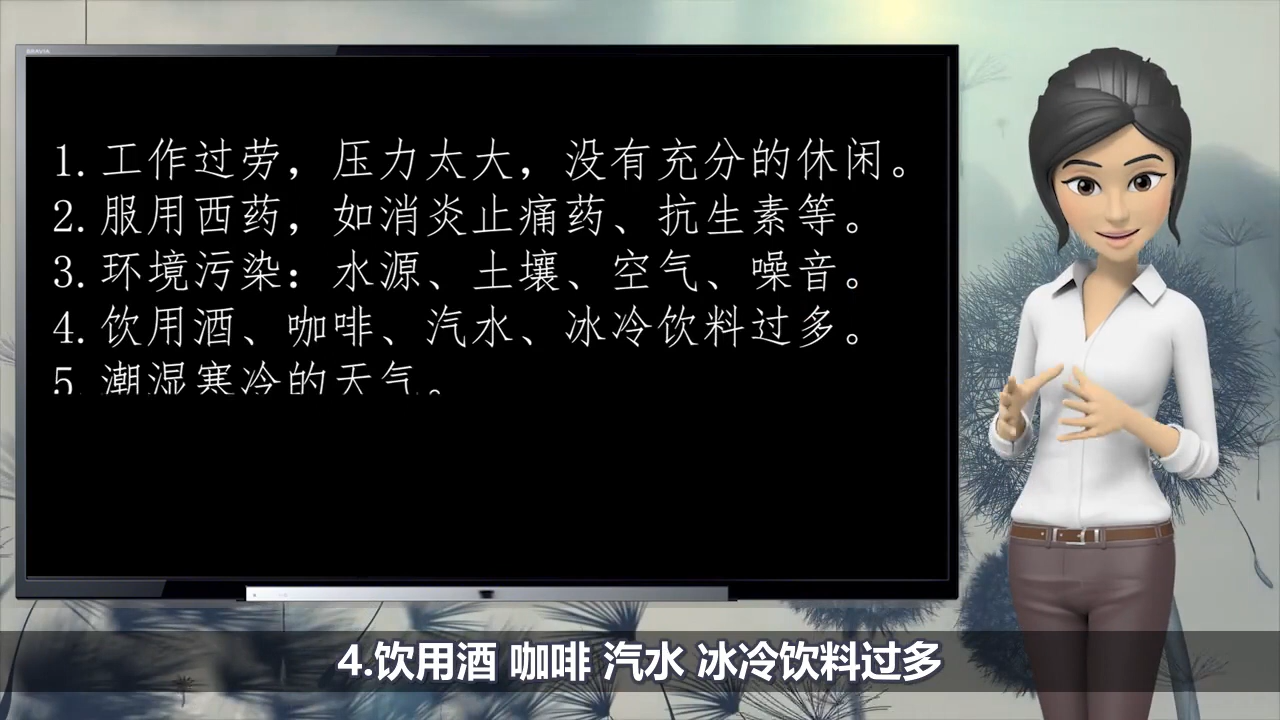 BRAVIA
1.工作过劳，压力太大，没有充分的休闲。
2.服用西药，如消炎止痛药、抗生素等。
3.环境污染：水源、土壤、空气、噪音。
4.饮用酒、咖啡、汽水、冰冷饮料过多。
5 潮湿寒冷的天气。
4.饮用酒 咖啡 汽水 冰冷饮料过多